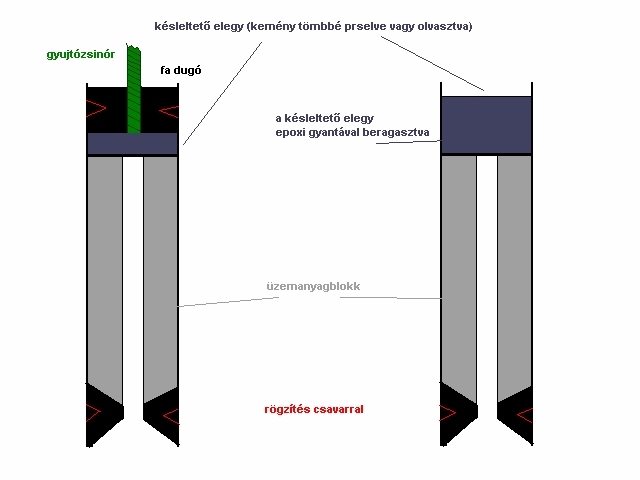 késleltető elegy (kemény tömbbé prselve vagy olvasztva)
gyujtózsinór
fa dugó
a késleltető elegy
epoxi gyantával beragasztva
üzemanyagblokk
rögzítés csavarral